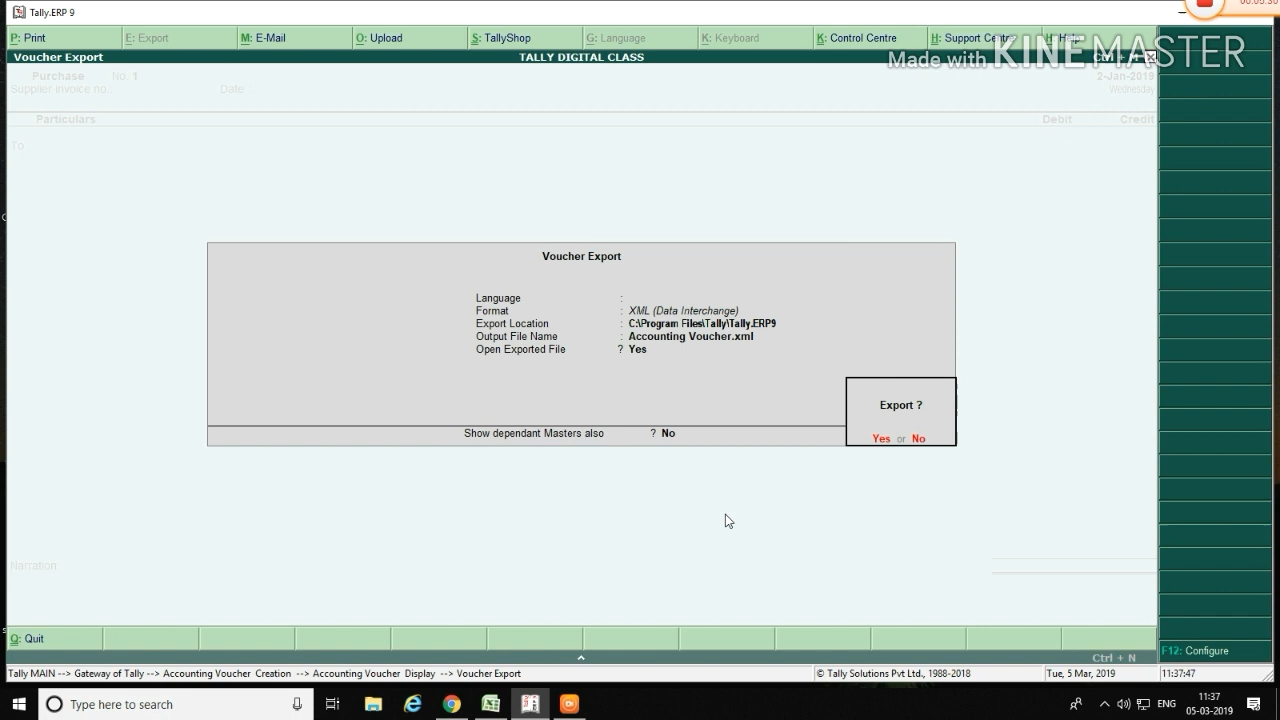 Tally.ERP 9
00:05:30
P: Print E: Export M: E-Mail O: Upload S: TallyShop G: Language K: Keyboard K: Control Centre H: Support Centre H: Help
Made with KINEMASTER
Voucher Export TALLY DIGITAL CLASS Ctrl + M
Purchase No. 1 2-Jan-2019
Supplier invoice no.: Date Wednesday
Particulars Debit Credit
To
Voucher Export
Language :
Format : XML (Data Interchange)
Export Location : C:\Program Files\Tally\Tally.ERP9
Output File Name : Accounting Voucher.xml
Open Exported File ? Yes
Export ?
Show dependant Masters also ? No
Yes or No
Narration
Q: Quit
F12: Configure
Ctrl + N
Tally MAIN --> Gateway of Tally --> Accounting Voucher Creation --> Accounting Voucher Display --> Voucher Export © Tally Solutions Pvt Ltd., 1988-2018 Tue, 5 Mar, 2019 11:37:47
Type here to search ENG 11:37
05-03-2019